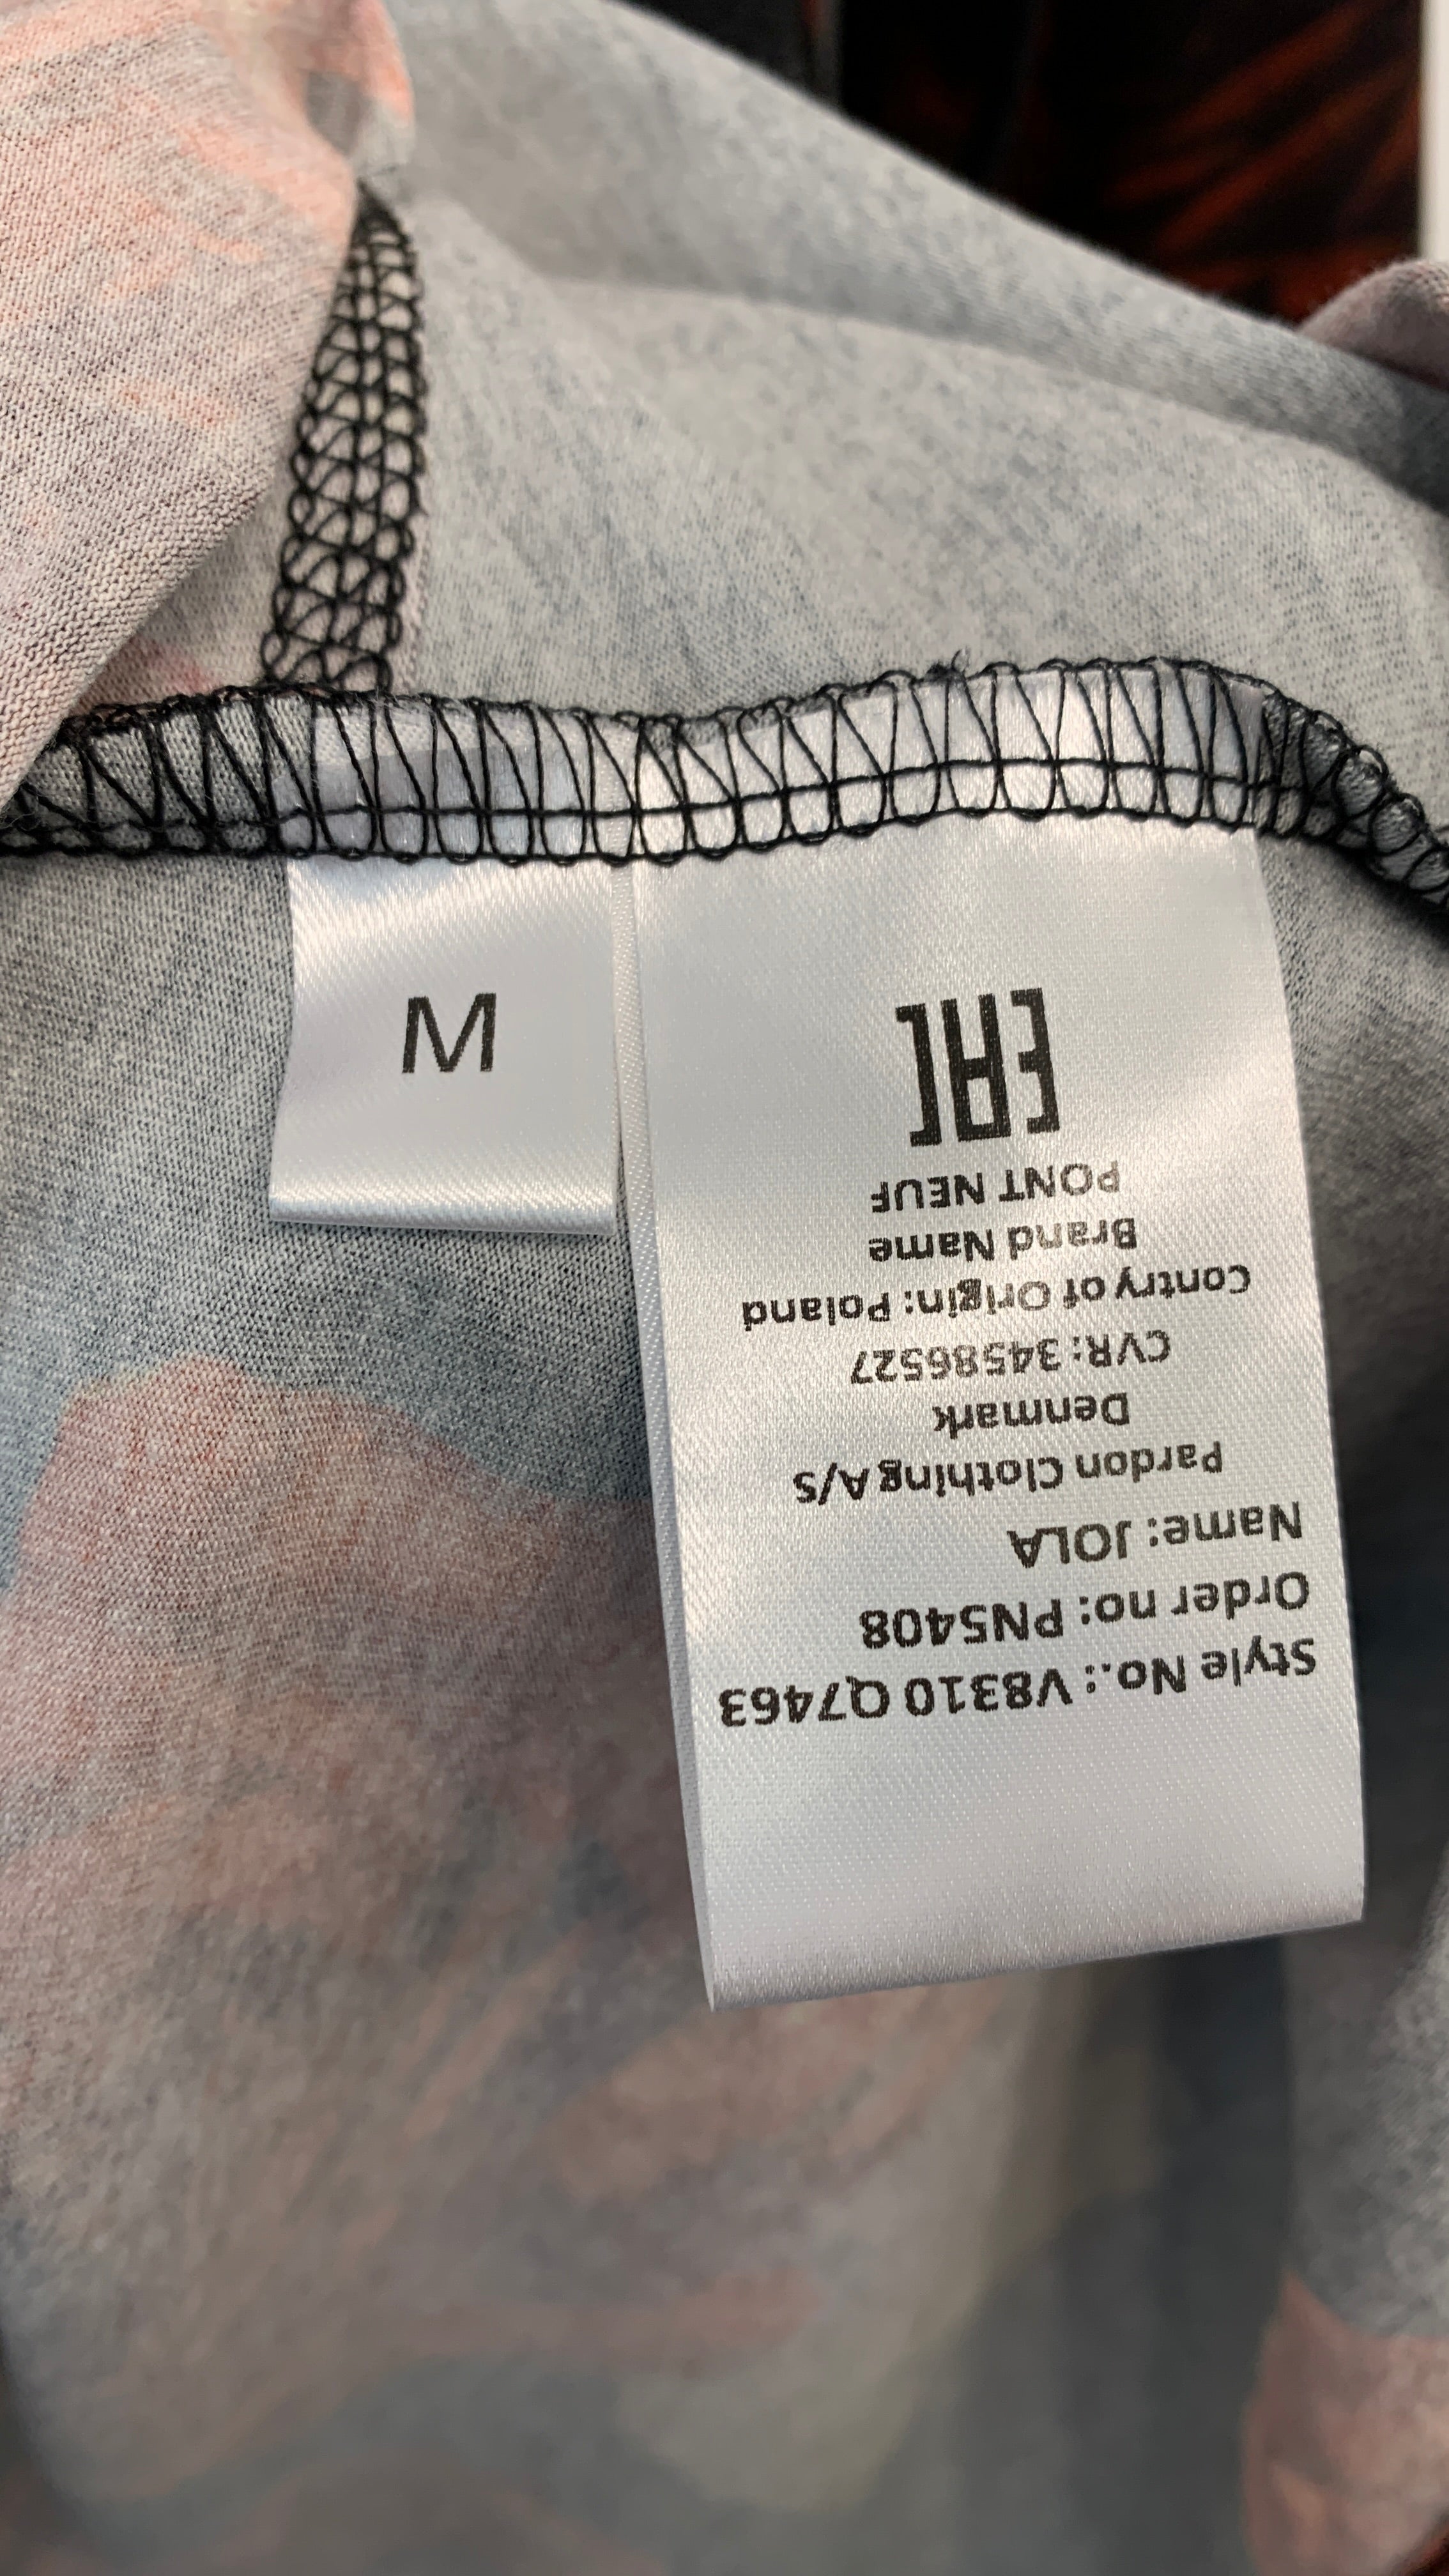 M
Style No.: V8310 Q7463
Order no: PN5408
Name: JOLA
Pardon Clothing A/S
Denmark
CVR: 34586527
Contry of Origin: Poland
Brand Name
PONT NEUF
EAC